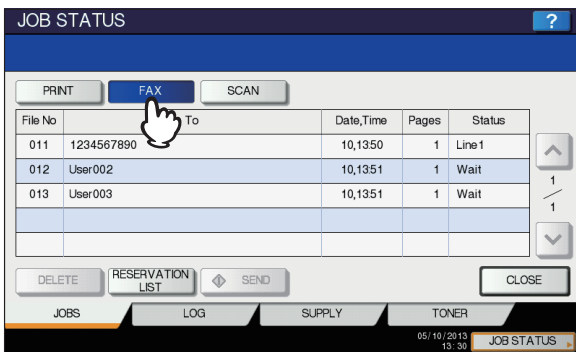 JOB STATUS ?
PRINT FAX SCAN
File No To Date,Time Pages Status
011 1234567890 10,13:50 1 Line1
012 User002 10,13:51 1 Wait
013 User003 10,13:51 1 Wait
1
1
DELETE RESERVATION LIST SEND CLOSE
JOBS LOG SUPPLY TONER
05/10/2013
13:30 JOB STATUS